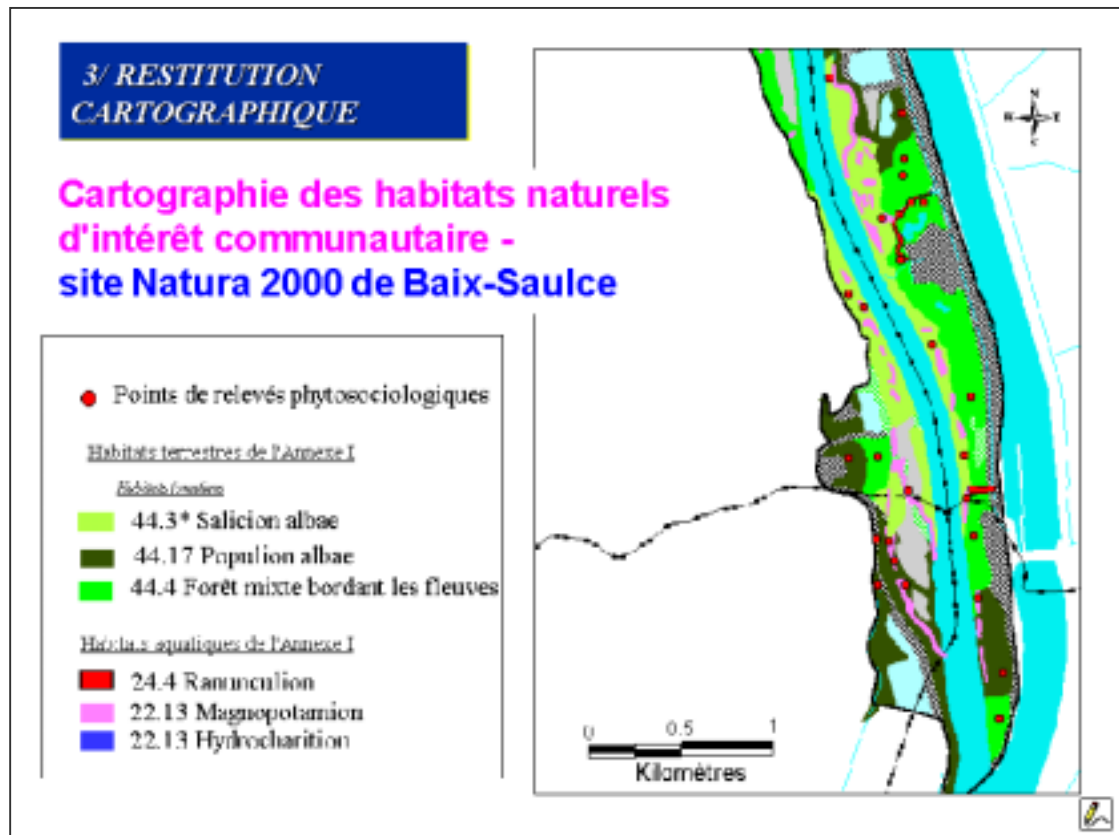 3/ RESTITUTION
CARTOGRAPHIQUE
Cartographie des habitats naturels
d'intérêt communautaire -
site Natura 2000 de Baix-Saulce
Points de relevés phytosociologiques
Habitats terrestres de l'Annexe I
Habitats forestiers
44.3* Salicion albae
44.17 Populion albae
44.4 Forêt mixte bordant les fleuves
Habitats aquatiques de l'Annexe I
24.4 Ranunculion
22.13 Magnopotamion
22.13 Hydrocharition
N
E
S
0 0.5 1
Kilomètres